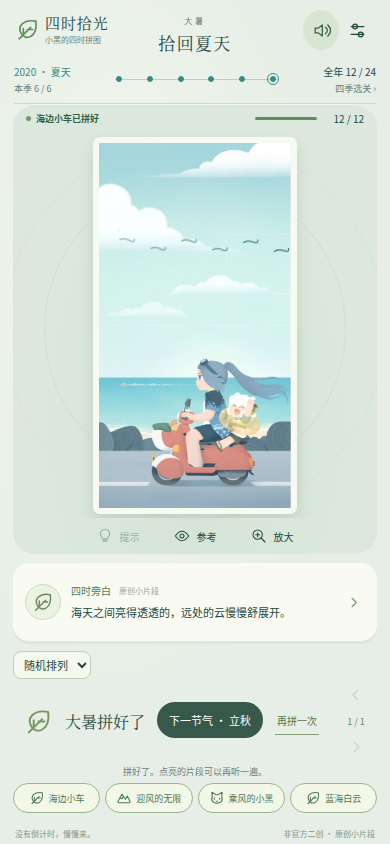 四时拾光
小黑的四时拼图
大暑
拾回夏天
2020 · 夏天
本季 6 / 6
全年 12 / 24
四季选关 ›
海边小车已拼好
12 / 12
提示
参考
放大
四时旁白 原创小片段
海天之间亮得透透的，远处的云慢慢舒展开。
随机排列
大暑拼好了
下一节气 · 立秋
再拼一次
1 / 1
拼好了。点亮的片段可以再听一遍。
海边小车
迎风的无限
乘风的小黑
蓝海白云
没有倒计时，慢慢来。
非官方二创 · 原创小片段